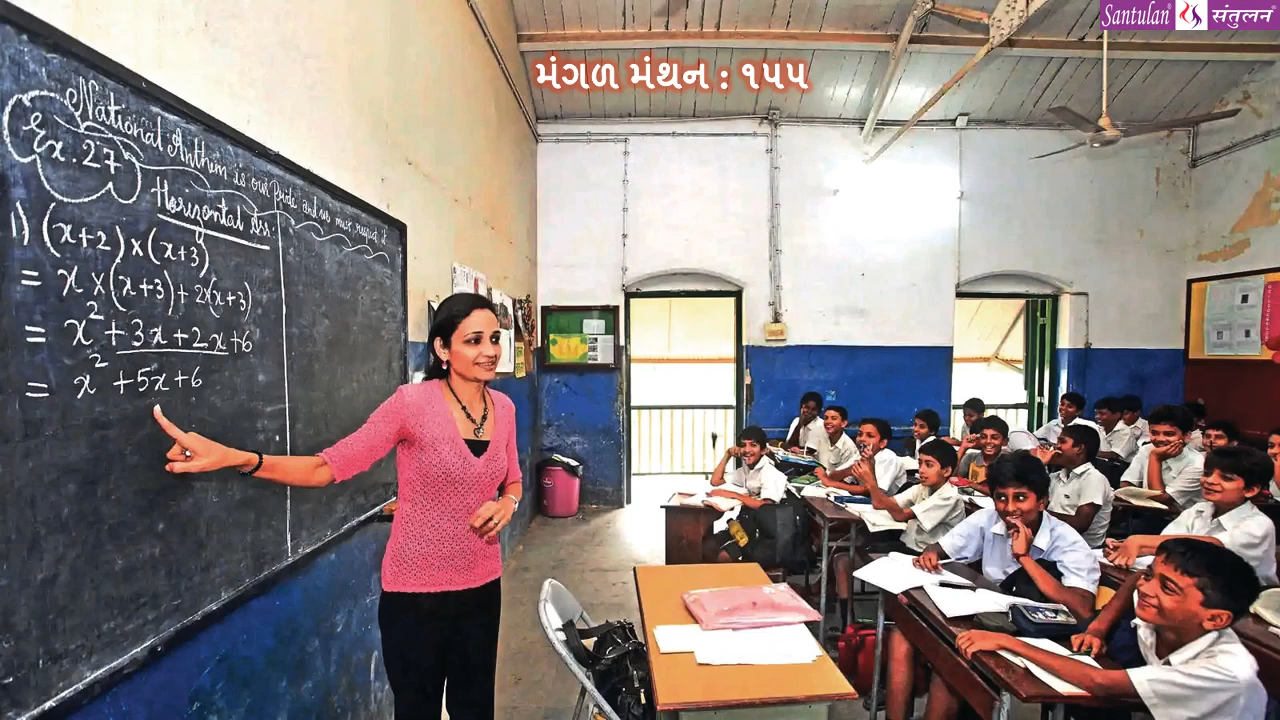 Santulan संतुलन
મંગળ મંથન : ૧૫૫
National Anthem is our Pride and we must respect it
Ex. 27
Horizontal Ass.
1) (x+2) x (x+3)
= x x (x+3) + 2x(x+3)
= x² + 3x + 2x + 6
= x² + 5x + 6